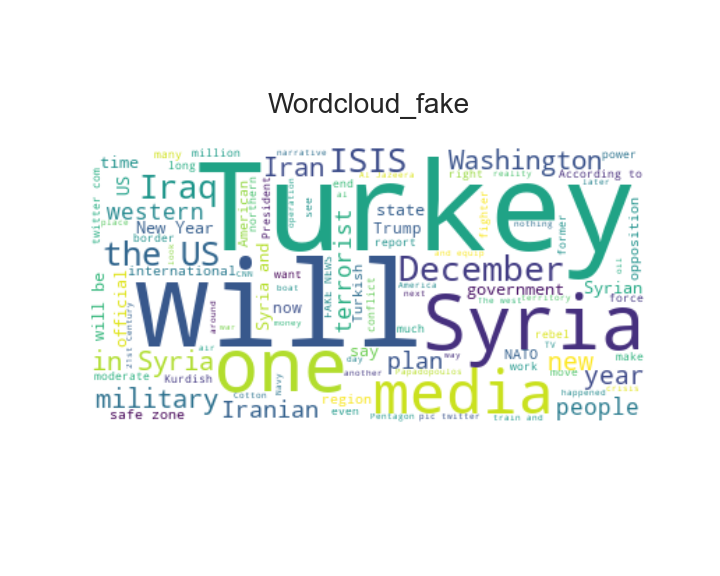 Wordcloud_fake
many million narrative ISIS Washington power
time long Iran Al Jazeera right reality According to
twitter com US Iraq Turkey later
place western American northern President operation see end al state fighter nothing former opposition
New Year Trump
border report
the US will terrorist and equip oil
international CNN FAKE NEWS Turkish conflict America December territory
will be official 1008 around Syria and want boat now next government The west Syrian force
21st Century war money much Syria rebel
air TV
in Syria one day say plan way NATO new make
moderate Kurdish another Papadopoulos work move year
military Cotton Navy region media happened crisis
safe zone Iranian even Pentagon pic twitter train and people